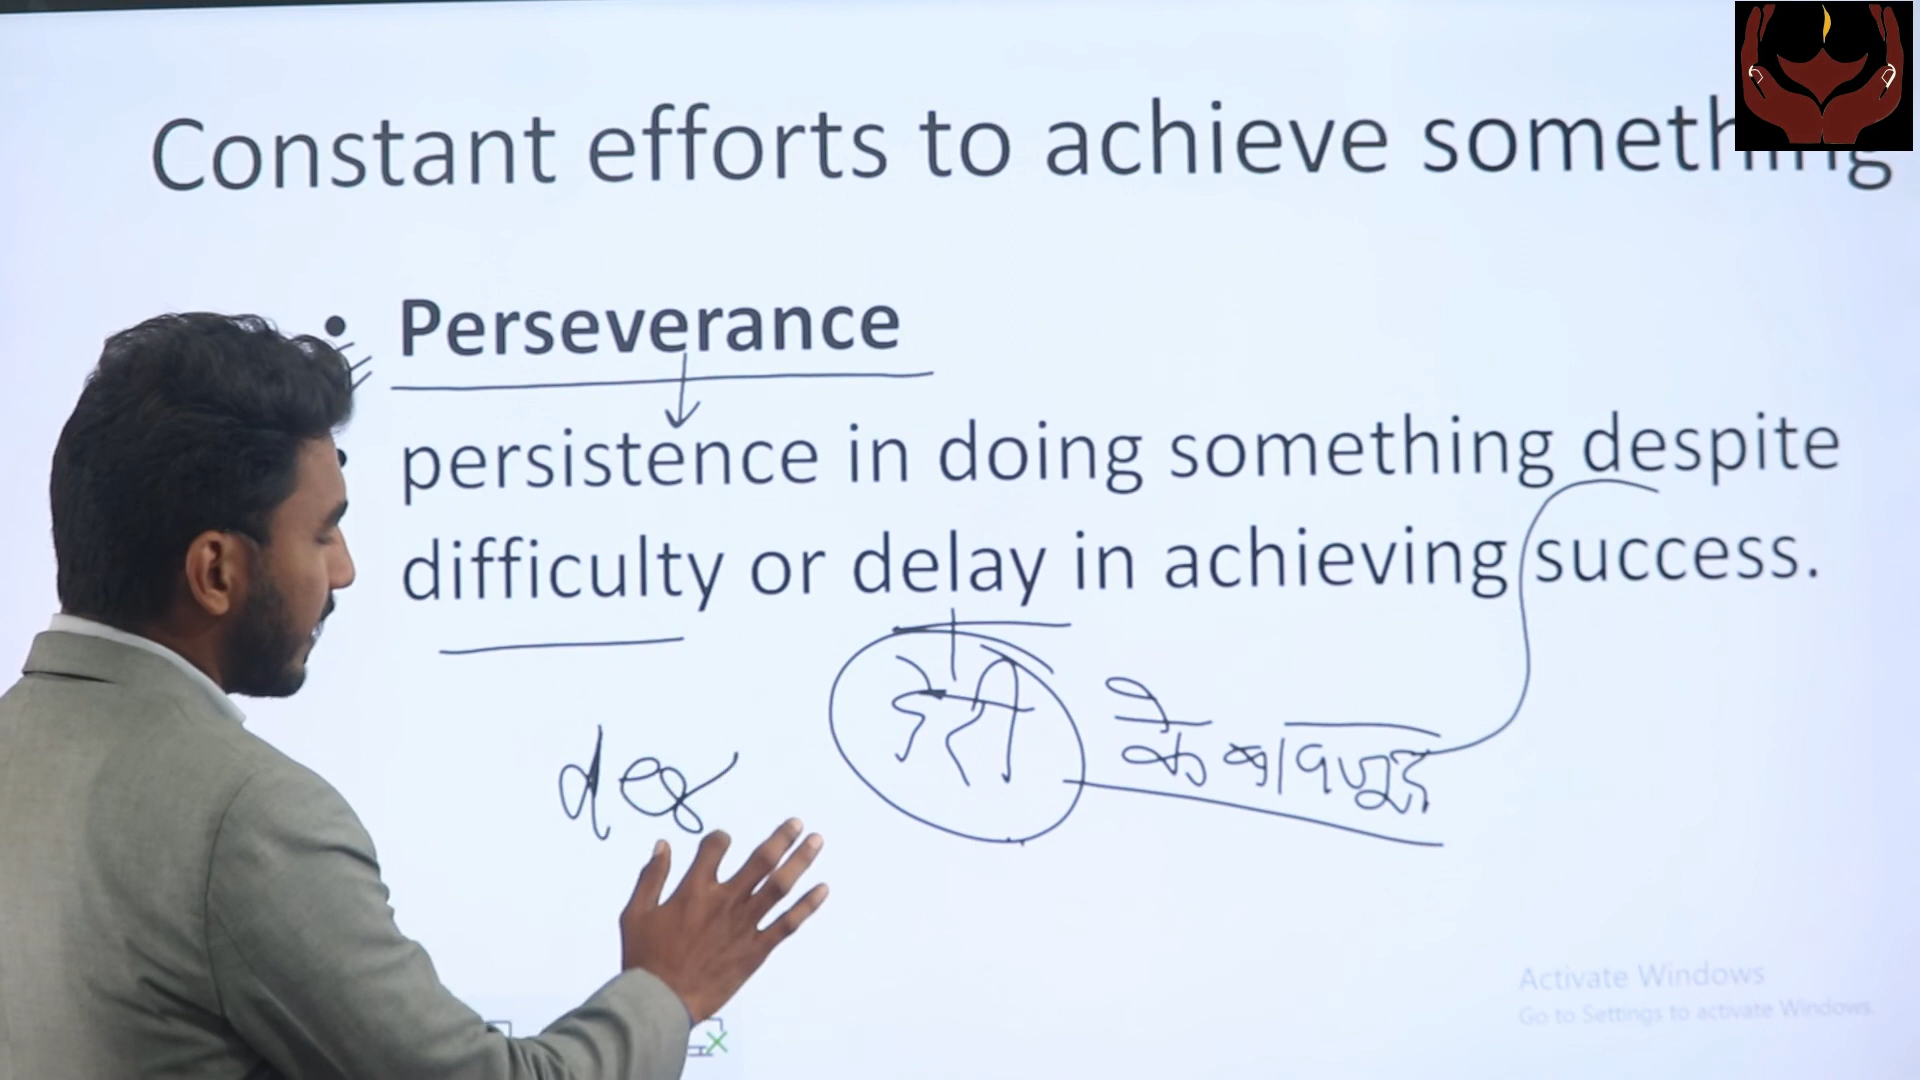 Constant efforts to achieve something
• Perseverance
• persistence in doing something despite
difficulty or delay in achieving success.
देरी के बावजूद
Activate Windows
Go to Settings to activate Windows.